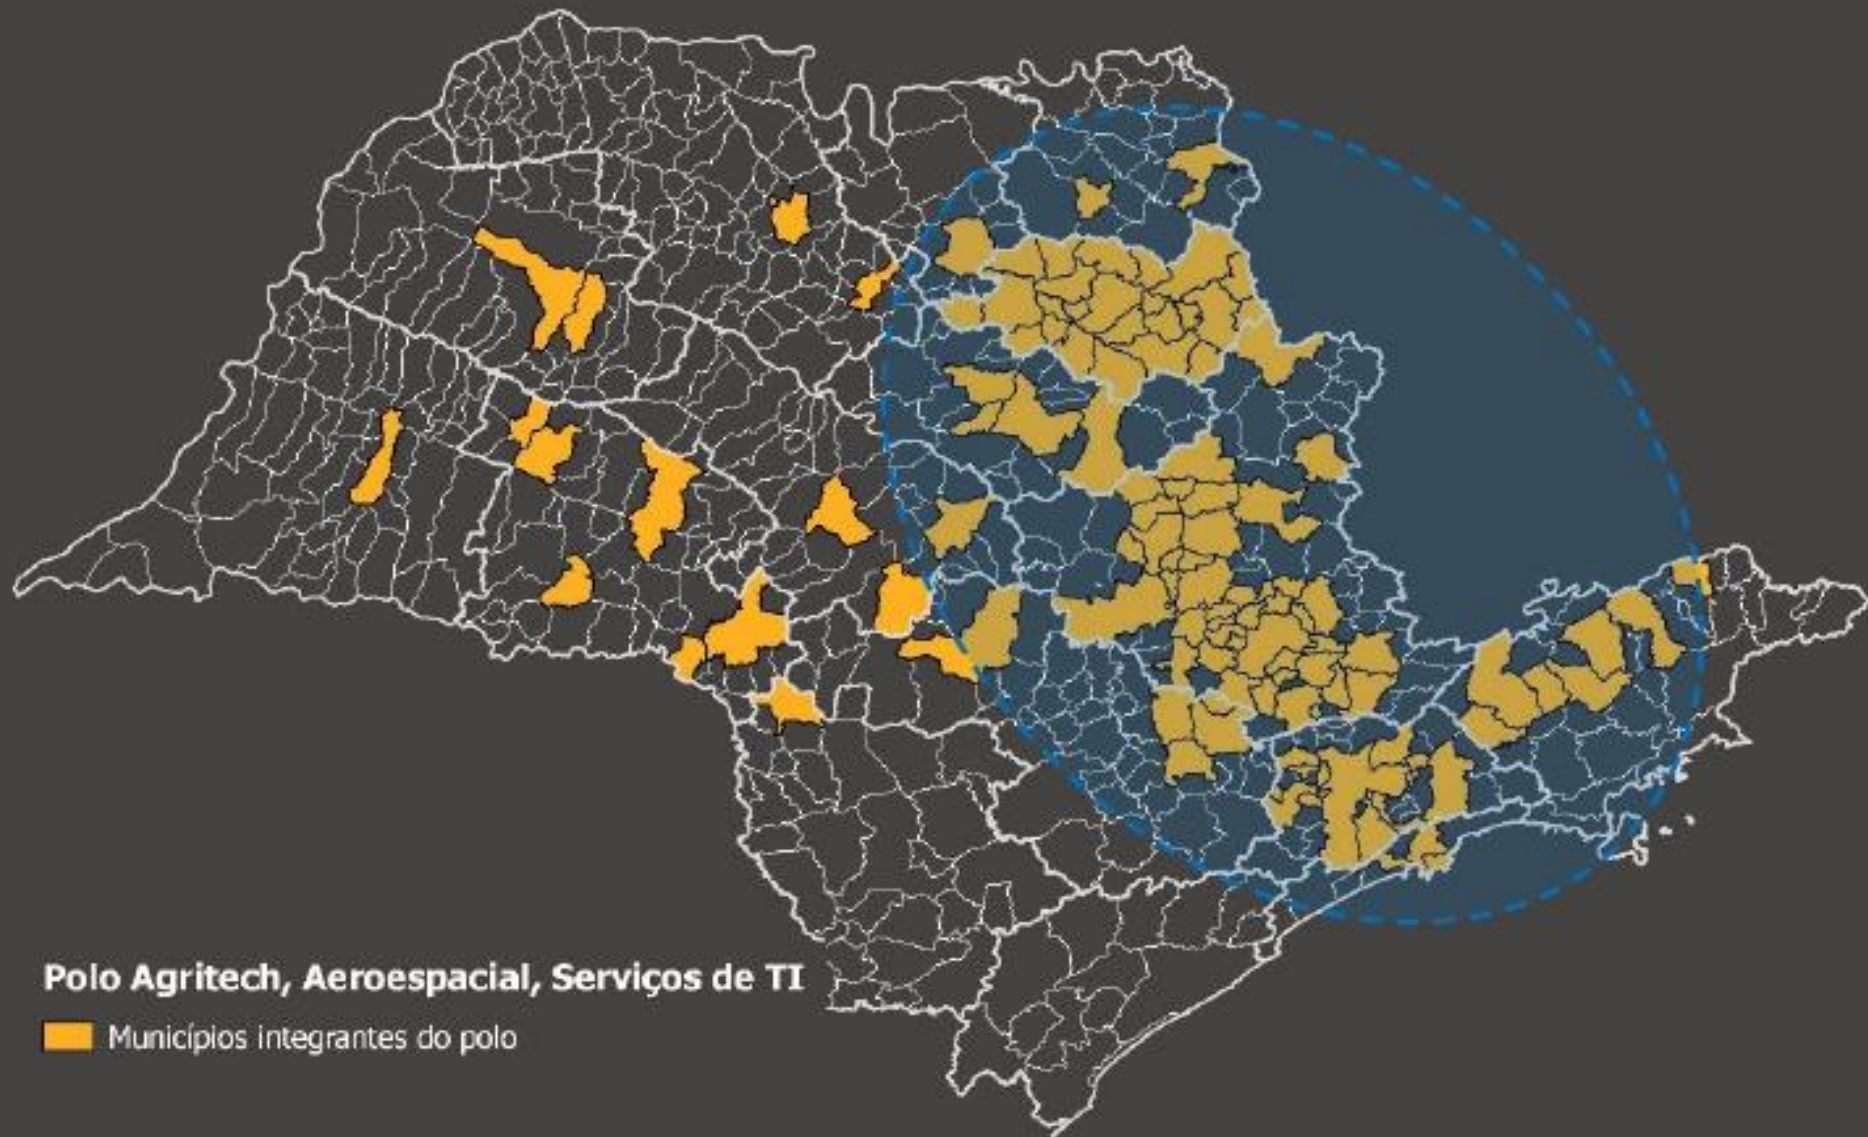 Polo Agritech, Aeroespacial, Serviços de TI
Municípios integrantes do polo